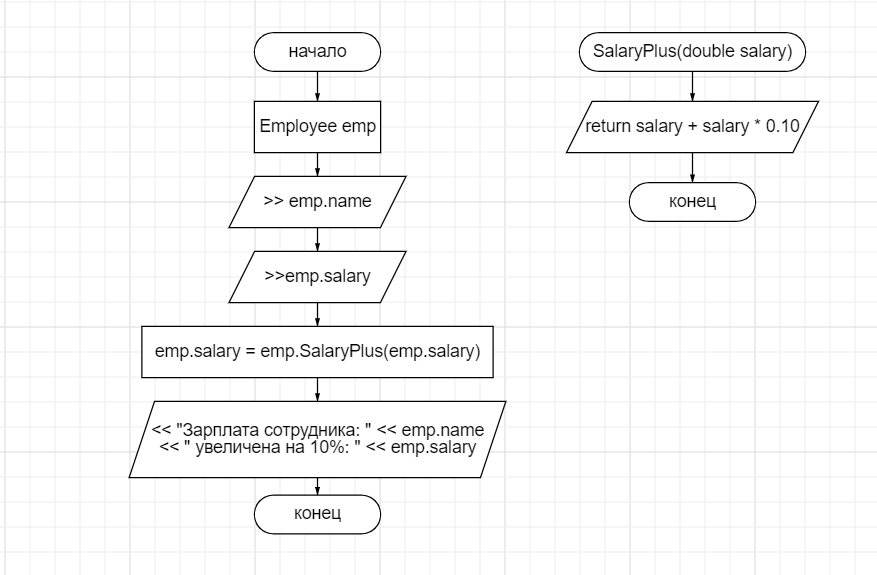 начало
Employee emp
>> emp.name
>>emp.salary
emp.salary = emp.SalaryPlus(emp.salary)
<< "Зарплата сотрудника: " << emp.name
<< " увеличена на 10%: " << emp.salary
конец
SalaryPlus(double salary)
return salary + salary * 0.10
конец